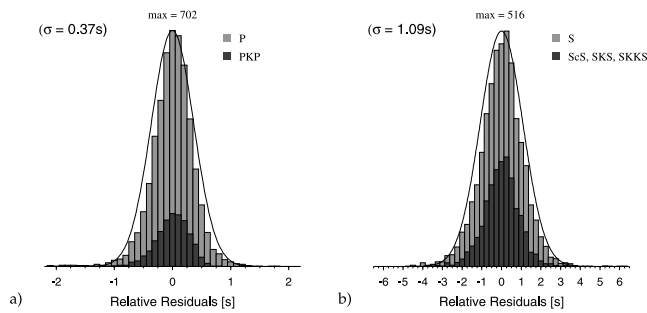 max = 702
(σ = 0.37s)
P
PKP
-2 -1 0 1 2
a) Relative Residuals [s]
max = 516
(σ = 1.09s)
S
ScS, SKS, SKKS
-6 -5 -4 -3 -2 -1 0 1 2 3 4 5 6
b) Relative Residuals [s]